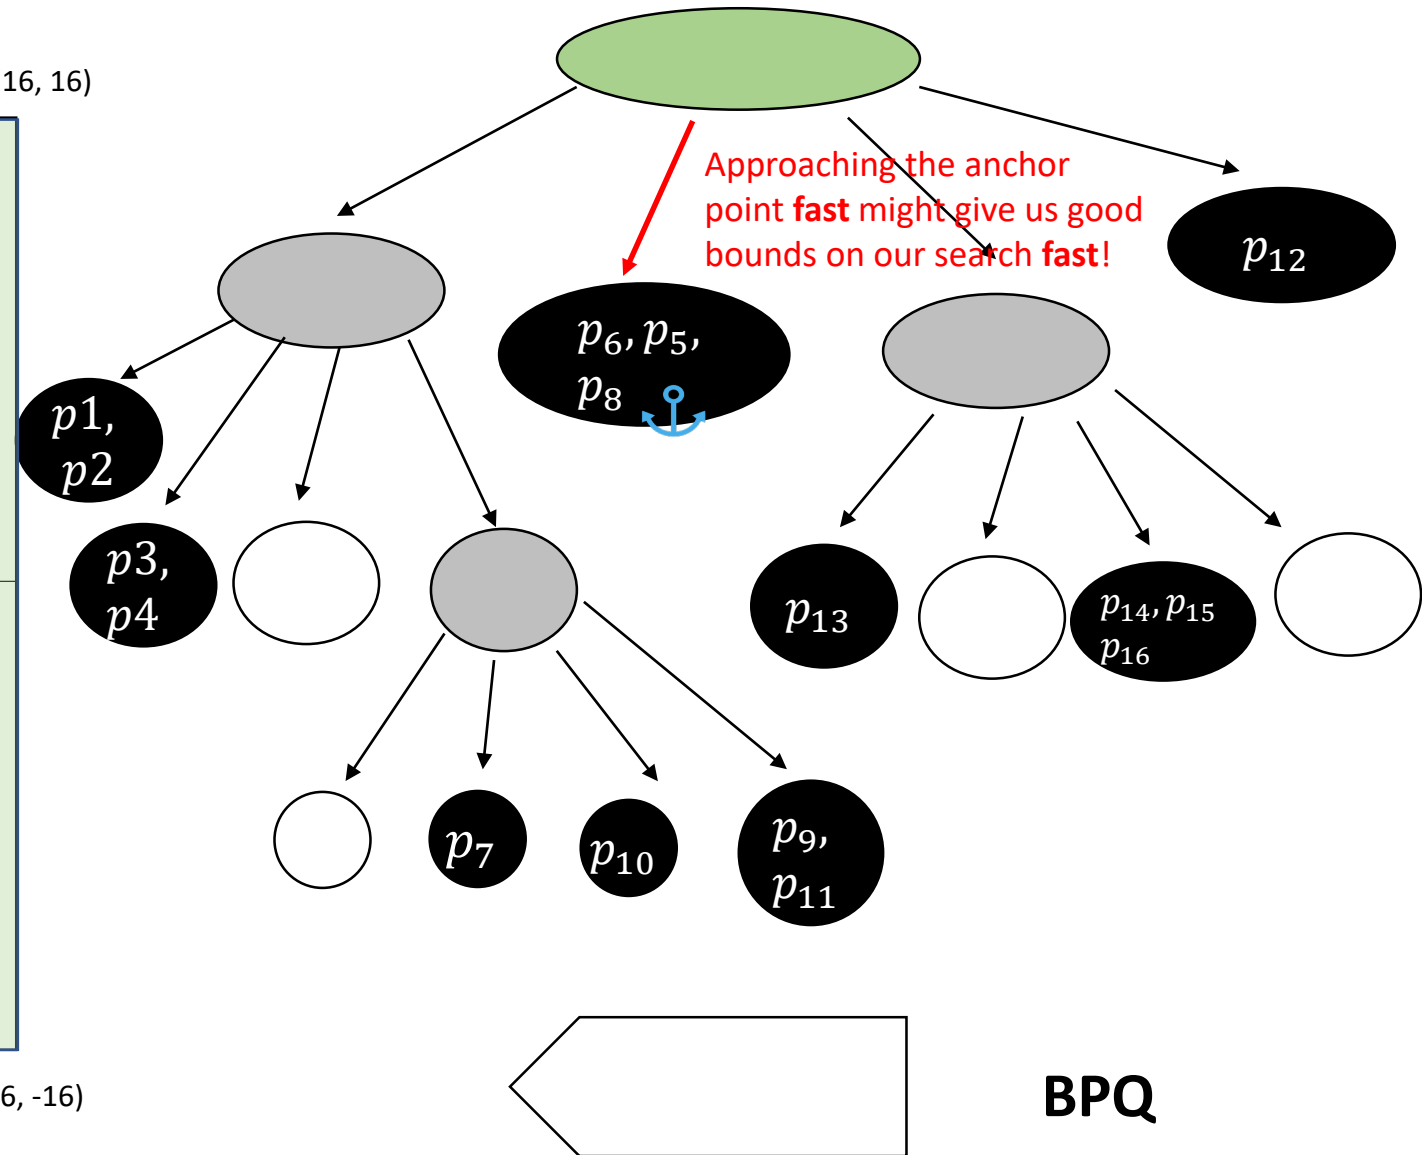 16, 16)
Approaching the anchor
point fast might give us good
bounds on our search fast!
p₁₂
p₆, p₅,
p₈
p1,
p2
p3,
p4
p₁₃
p₁₄, p₁₅
p₁₆
p₇
p₁₀
p₉,
p₁₁
6, -16)
BPQ